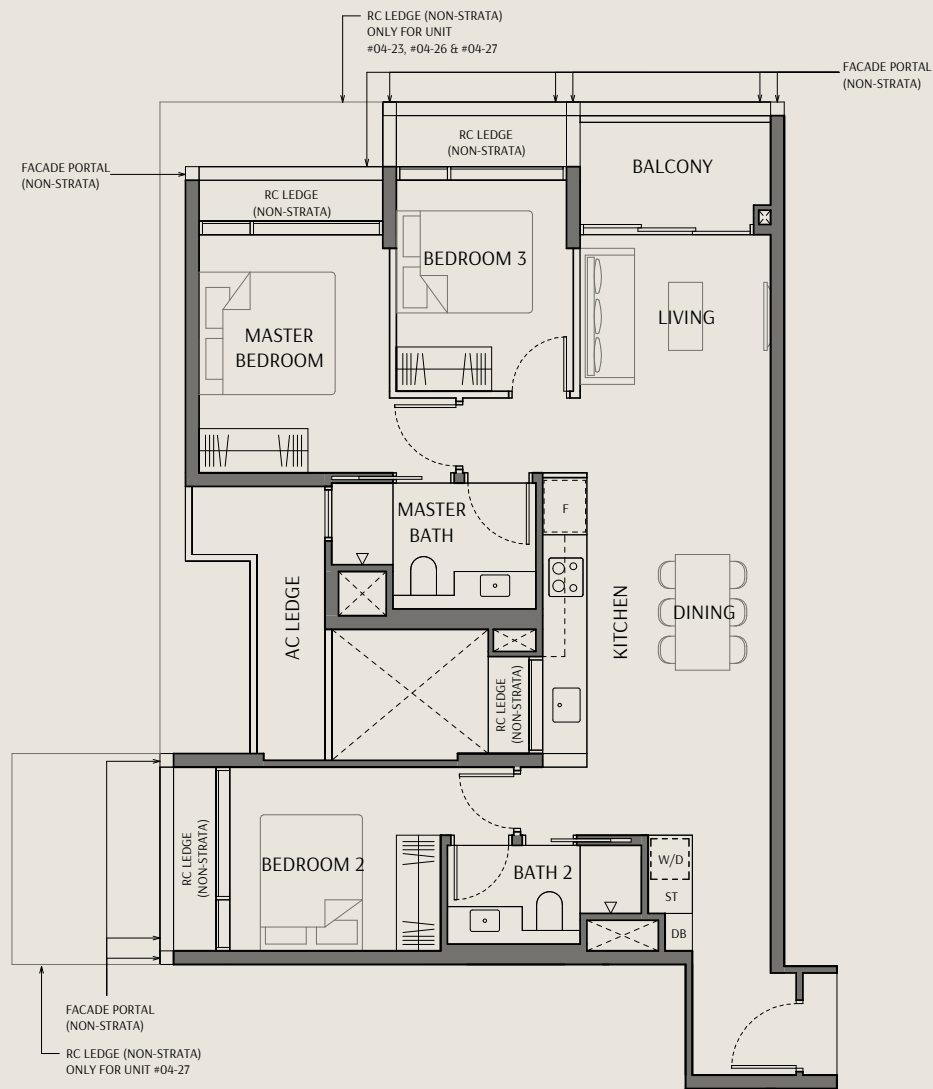 RC LEDGE (NON-STRATA)
ONLY FOR UNIT
#04-23, #04-26 & #04-27
FACADE PORTAL
(NON-STRATA)
RC LEDGE
(NON-STRATA)
BALCONY
FACADE PORTAL
(NON-STRATA)
RC LEDGE
(NON-STRATA)
BEDROOM 3
LIVING
MASTER
BEDROOM
MASTER
BATH
F
AC LEDGE
KITCHEN
DINING
RC LEDGE
(NON-STRATA)
RC LEDGE
(NON-STRATA)
BEDROOM 2
BATH 2
W/D
ST
DB
FACADE PORTAL
(NON-STRATA)
RC LEDGE (NON-STRATA)
ONLY FOR UNIT #04-27